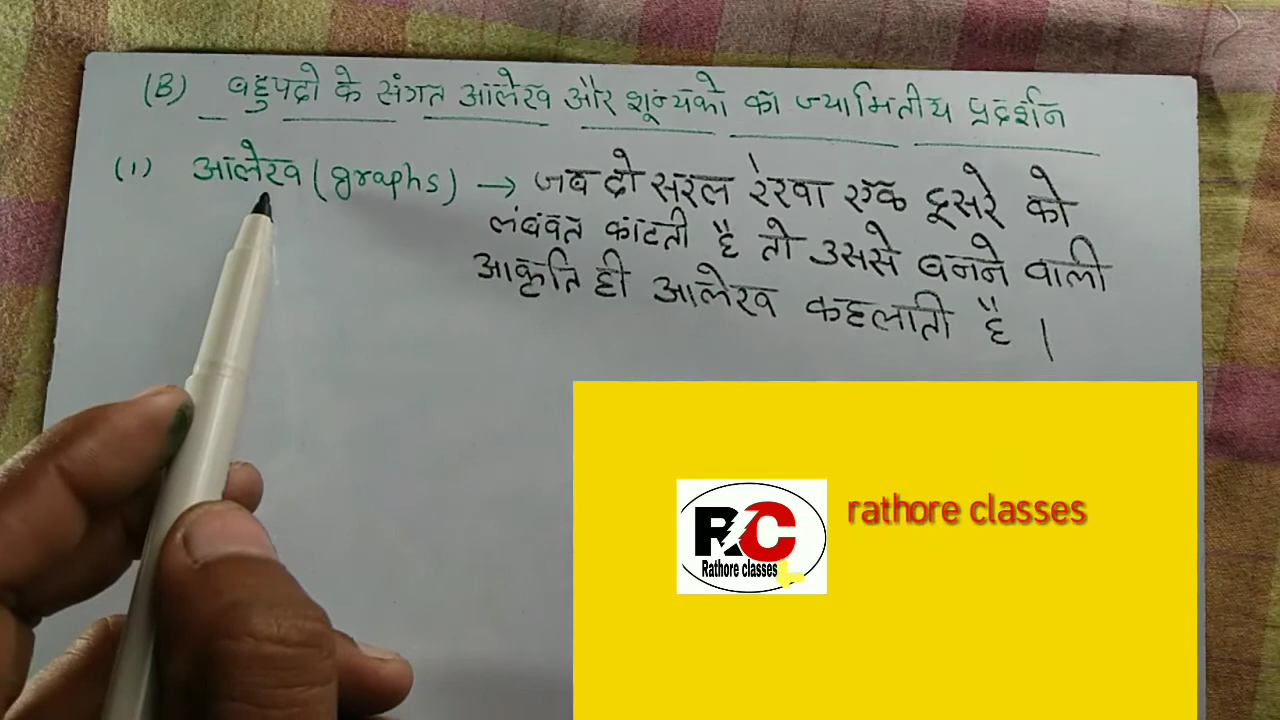 (B) बहुपदो के संगत आलेख और शून्यको का ज्यामितीय प्रदर्शन
(1) आलेख (graphs) → जब दो सरल रेखा एक दूसरे को
लंबवत काटती है तो उससे बनने वाली
आकृति ही आलेख कहलाती है ।
RC
Rathore classes
rathore classes